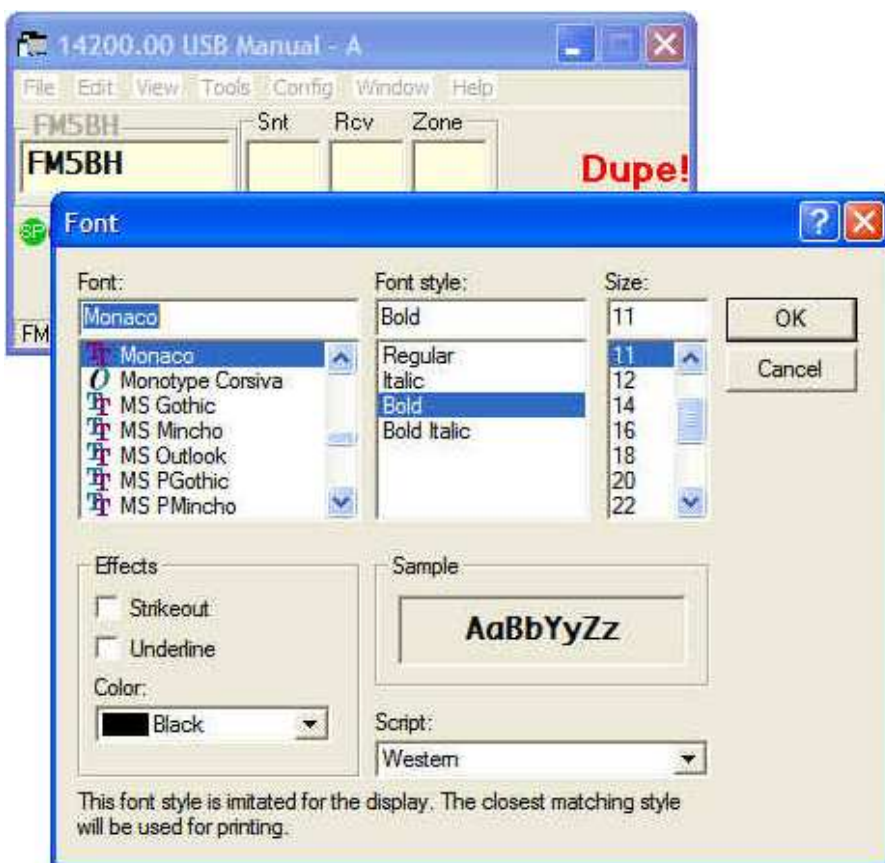 14200.00 USB Manual - A
File Edit View Tools Config Window Help
FM5BH Snt Rcv Zone
FM5BH
Dupe!
SP
FM
Font
Font: Font style: Size:
Monaco Bold 11
Monaco Regular 11
Monotype Corsiva Italic 12
MS Gothic Bold 14
MS Mincho Bold Italic 16
MS Outlook 18
MS PGothic 20
MS PMincho 22
OK
Cancel
Effects
Strikeout
Underline
Color:
Black
Sample
AaBbYyZz
Script:
Western
This font style is imitated for the display. The closest matching style
will be used for printing.